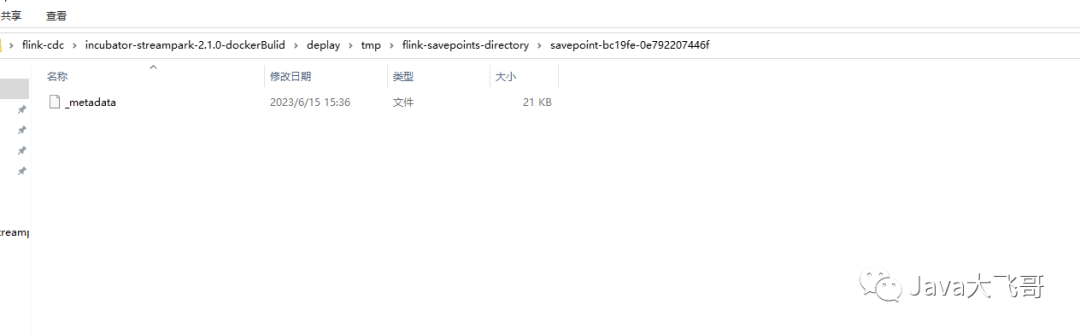 共享 查看
flink-cdc > incubator-streampark-2.1.0-dockerBulid > deplay > tmp > flink-savepoints-directory > savepoint-bc19fe-0e792207446f
名称 修改日期 类型 大小
_metadata 2023/6/15 15:36 文件 21 KB
Java大飞哥